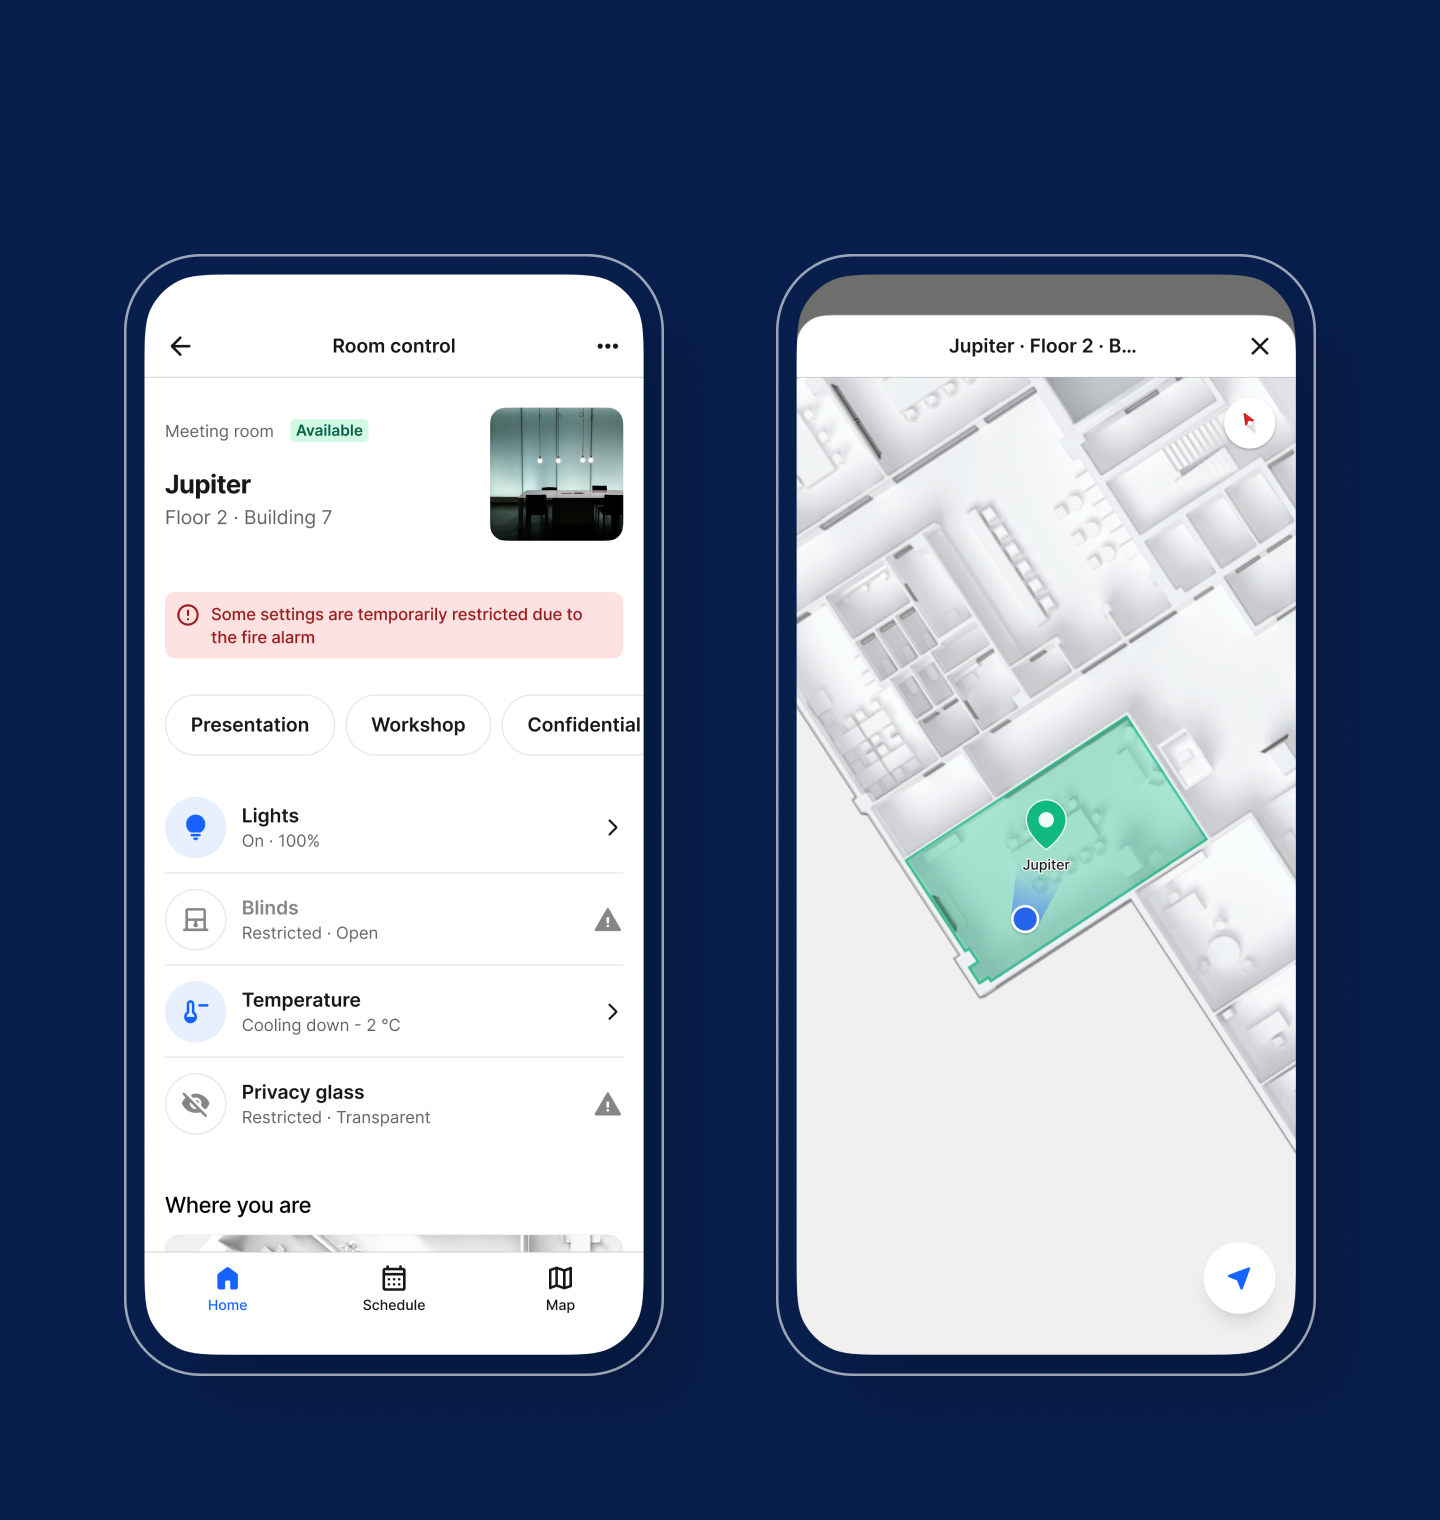 Room control
Meeting room
Available
Jupiter
Floor 2 · Building 7
Some settings are temporarily restricted due to
the fire alarm
Presentation
Workshop
Confidential
Lights
On · 100%
Blinds
Restricted · Open
Temperature
Cooling down - 2 °C
Privacy glass
Restricted · Transparent
Where you are
Home
Schedule
Map
Jupiter · Floor 2 · B...
Jupiter